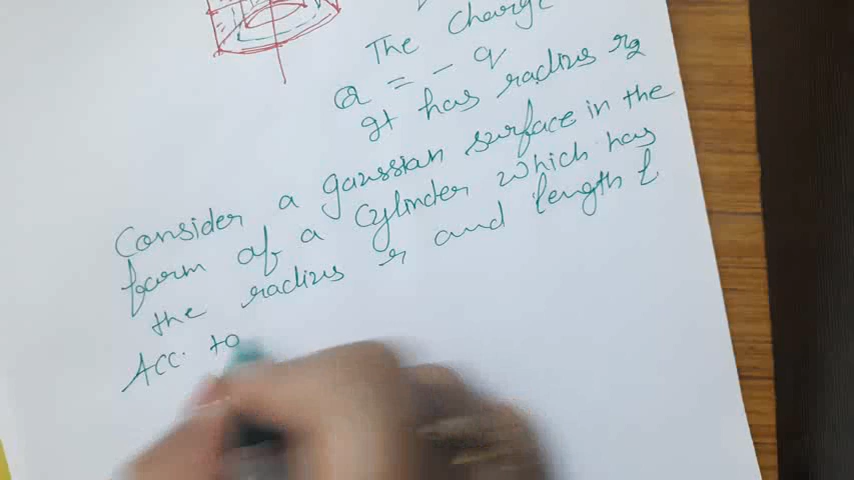 The charge
Q = - q
It has radius r2
Consider a gaussian surface in the
form of a cylinder which has
the radius r and length l
Acc. to